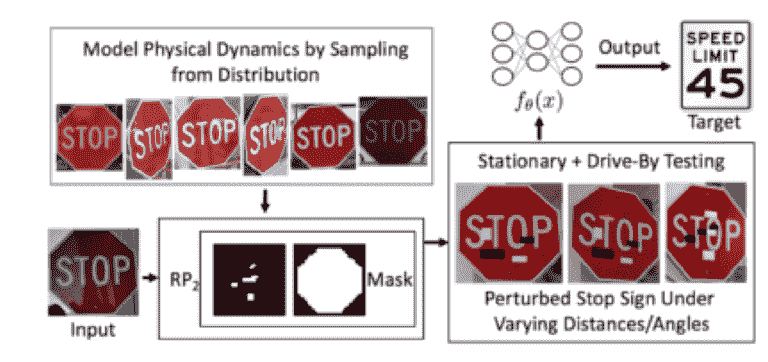 Model Physical Dynamics by Sampling
from Distribution
STOP STOP STOP STOP STOP STOP
Input
STOP
RP₂
Mask
Stationary + Drive-By Testing
STOP STOP STOP
Perturbed Stop Sign Under
Varying Distances/Angles
fθ(x)
Output
SPEED
LIMIT
45
Target